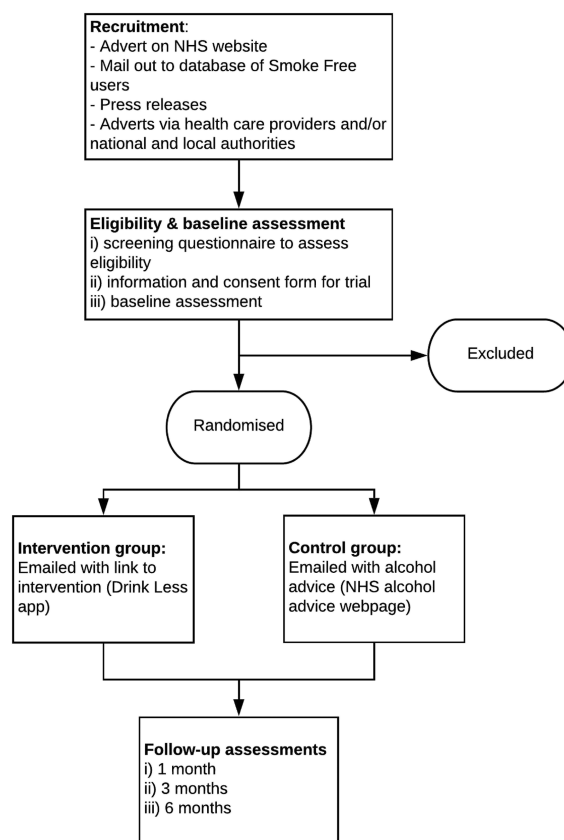 Recruitment:
- Advert on NHS website
- Mail out to database of Smoke Free
users
- Press releases
- Adverts via health care providers and/or
national and local authorities
Eligibility & baseline assessment
i) screening questionnaire to assess
eligibility
ii) information and consent form for trial
iii) baseline assessment
Excluded
Randomised
Intervention group:
Emailed with link to
intervention (Drink Less
app)
Control group:
Emailed with alcohol
advice (NHS alcohol
advice webpage)
Follow-up assessments
i) 1 month
ii) 3 months
iii) 6 months